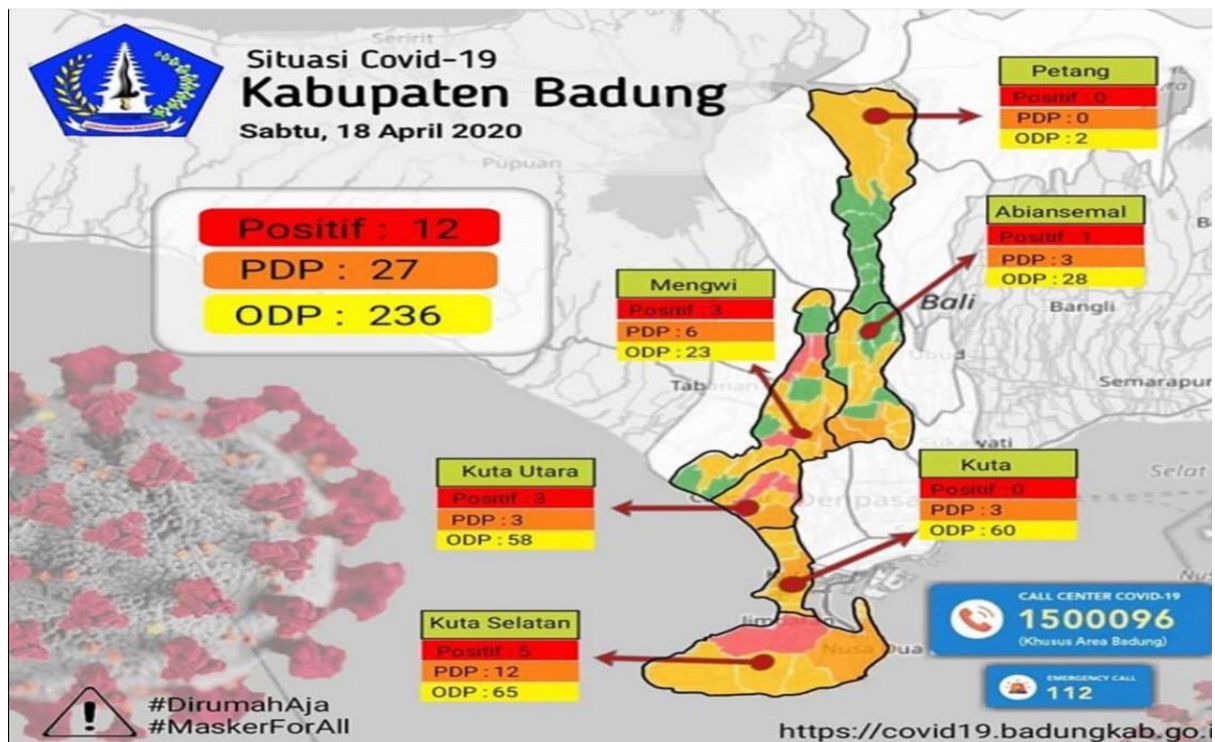 Situasi Covid-19
Kabupaten Badung
Sabtu, 18 April 2020
Positif : 12
PDP : 27
ODP : 236
Petang
Positif : 0
PDP : 0
ODP : 2
Abiansemal
Positif : 1
PDP : 3
ODP : 28
Mengwi
Positif : 3
PDP : 6
ODP : 23
Kuta Utara
Positif : 3
PDP : 3
ODP : 58
Kuta
Positif : 0
PDP : 3
ODP : 60
Kuta Selatan
Positif : 5
PDP : 12
ODP : 65
Seririt
Pupuan
Bali
Bangli
Ubud
Semarapur
Selat
Nusa Dua
CALL CENTER COVID-19
1500096
(Khusus Area Badung)
EMERGENCY CALL
112
#DirumahAja
#MaskerForAll
https://covid19.badungkab.go.i